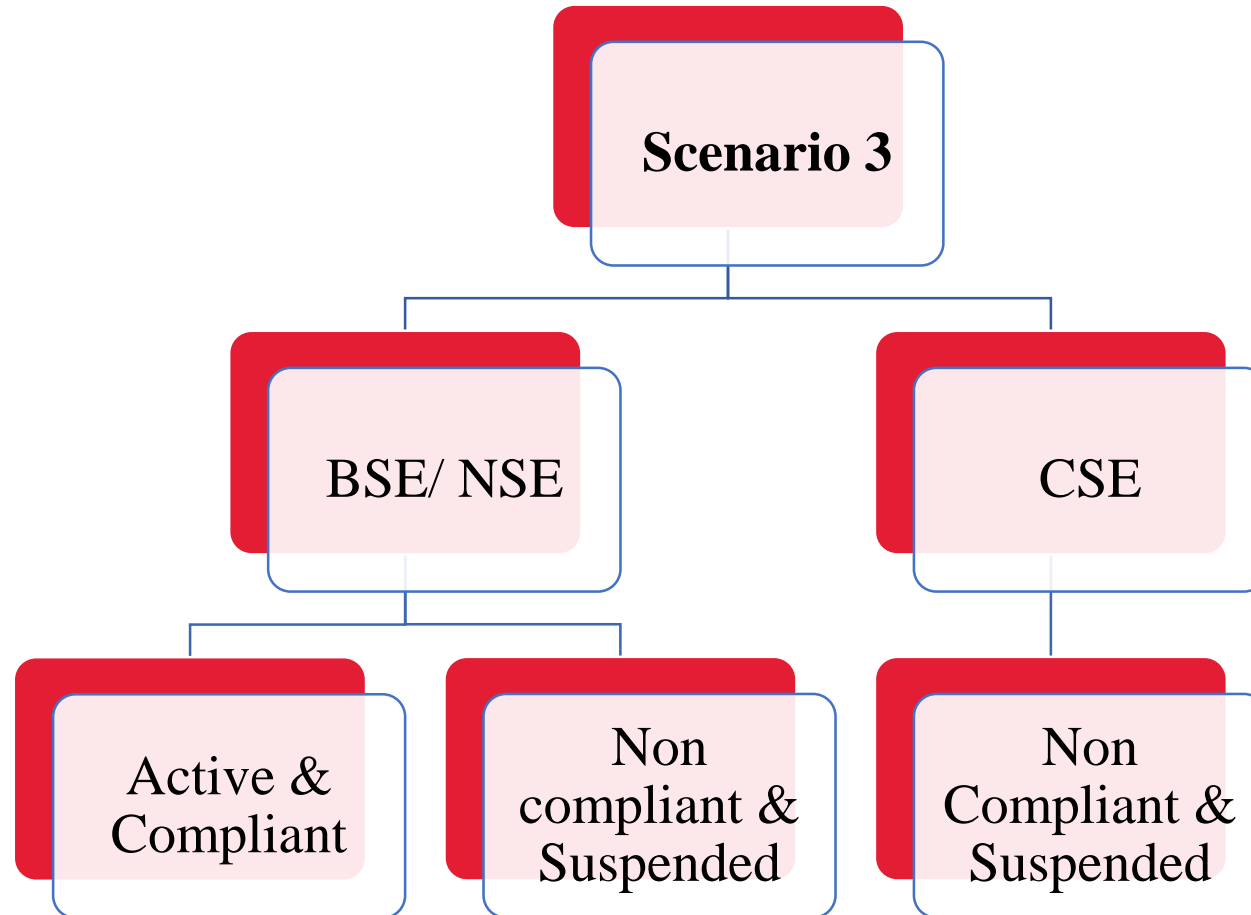 Scenario 3
BSE/ NSE
CSE
Active &
Compliant
Non
compliant &
Suspended
Non
Compliant &
Suspended